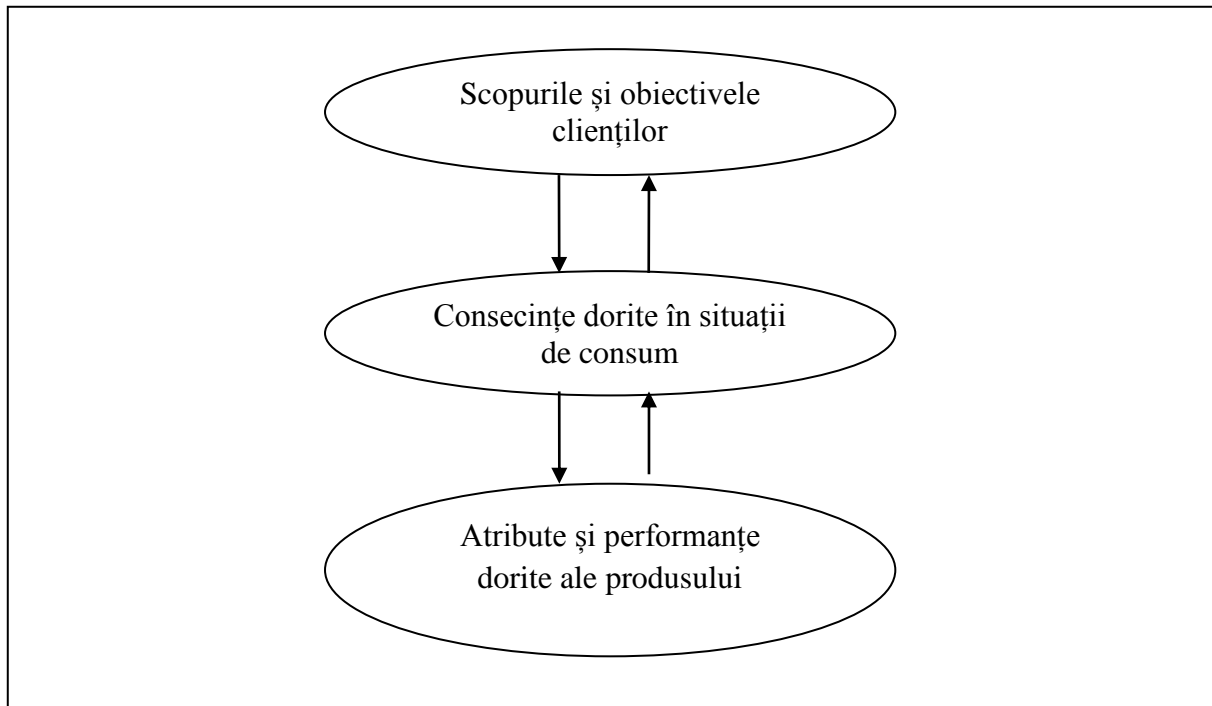 Scopurile și obiectivele
clienților
Consecințe dorite în situații
de consum
Atribute și performanțe
dorite ale produsului